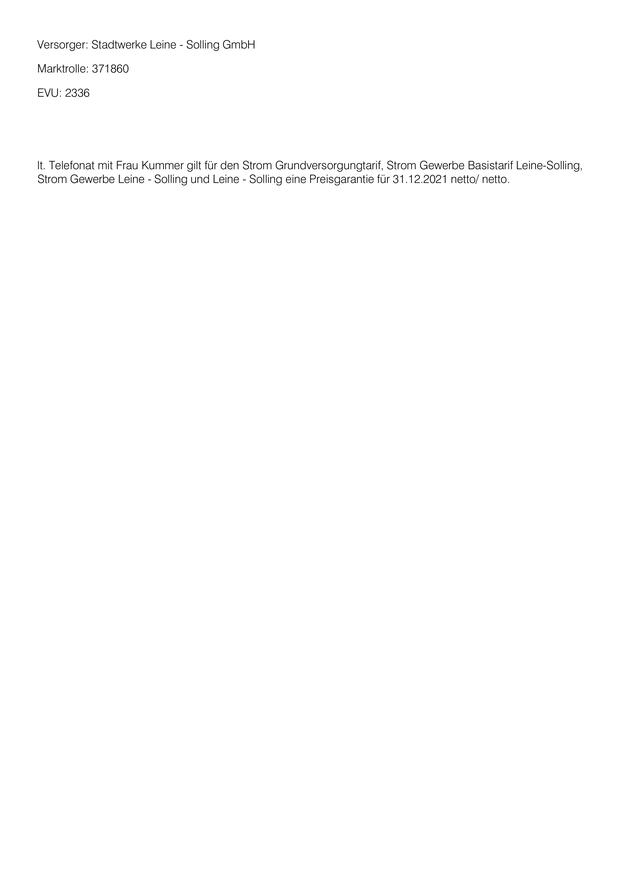 Versorger: Stadtwerke Leine - Solling GmbH
Marktrolle: 371860
EVU: 2336
lt. Telefonat mit Frau Kummer gilt für den Strom Grundversorgungtarif, Strom Gewerbe Basistarif Leine-Solling,
Strom Gewerbe Leine - Solling und Leine - Solling eine Preisgarantie für 31.12.2021 netto/ netto.